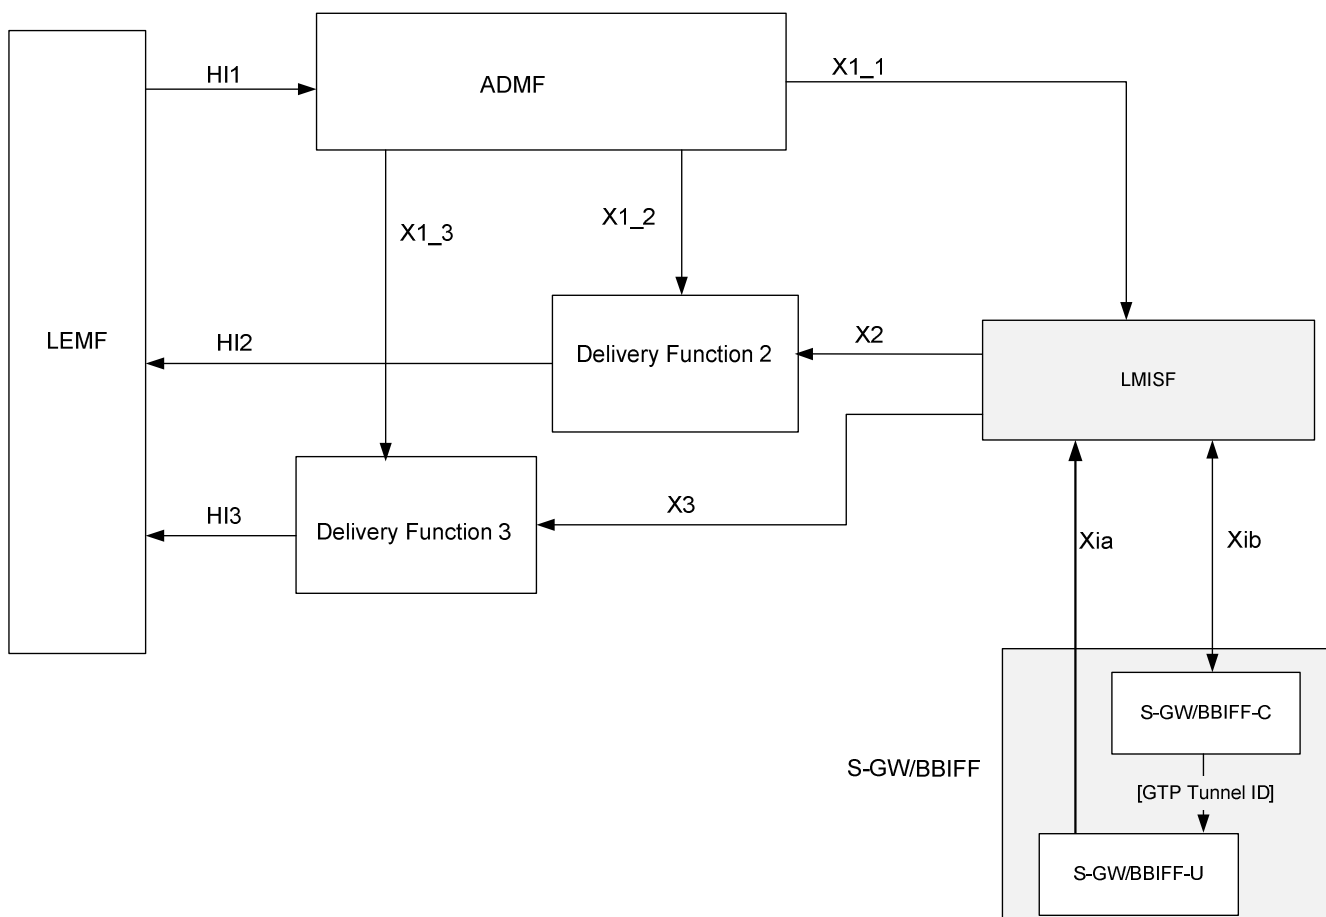 HI1
ADMF
X1_1
X1_3
X1_2
LEMF
HI2
Delivery Function 2
X2
LMISF
HI3
Delivery Function 3
X3
Xia
Xib
S-GW/BBIFF
S-GW/BBIFF-C
[GTP Tunnel ID]
S-GW/BBIFF-U